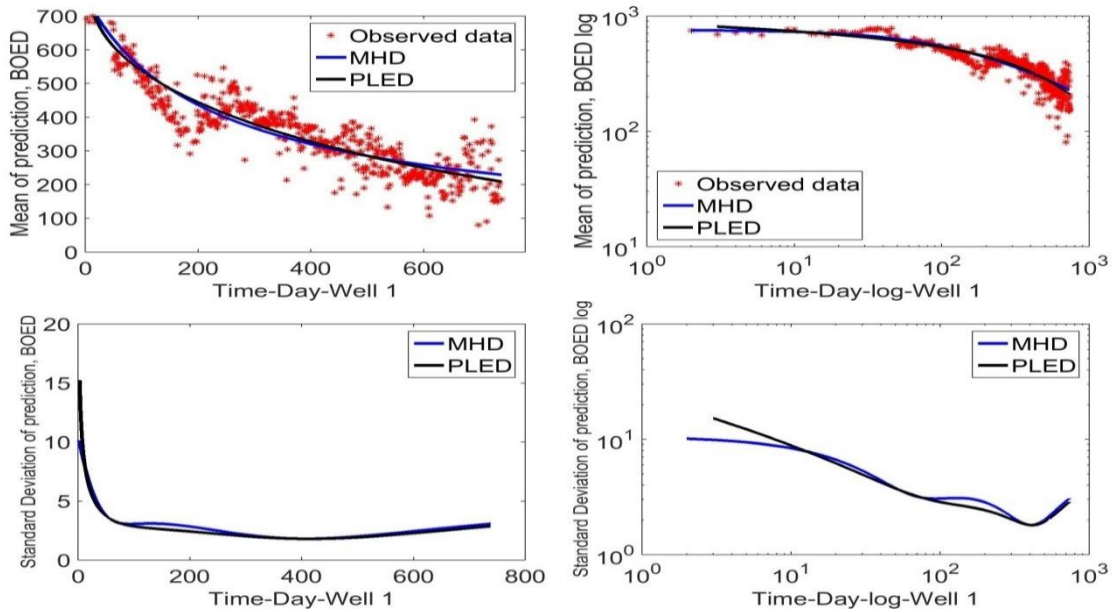 Mean of prediction, BOED
700
600
500
400
300
200
100
0
0
200
400
600
Time-Day-Well 1
Observed data
MHD
PLED
Mean of prediction, BOED log
10³
10²
10¹
10⁰
10¹
10²
10³
Time-Day-log-Well 1
Observed data
MHD
PLED
Standard Deviation of prediction, BOED
20
15
10
5
0
0
200
400
600
800
Time-Day-Well 1
MHD
PLED
Standard Deviation of prediction, BOED log
10²
10¹
10⁰
10⁰
10¹
10²
10³
Time-Day-log-Well 1
MHD
PLED